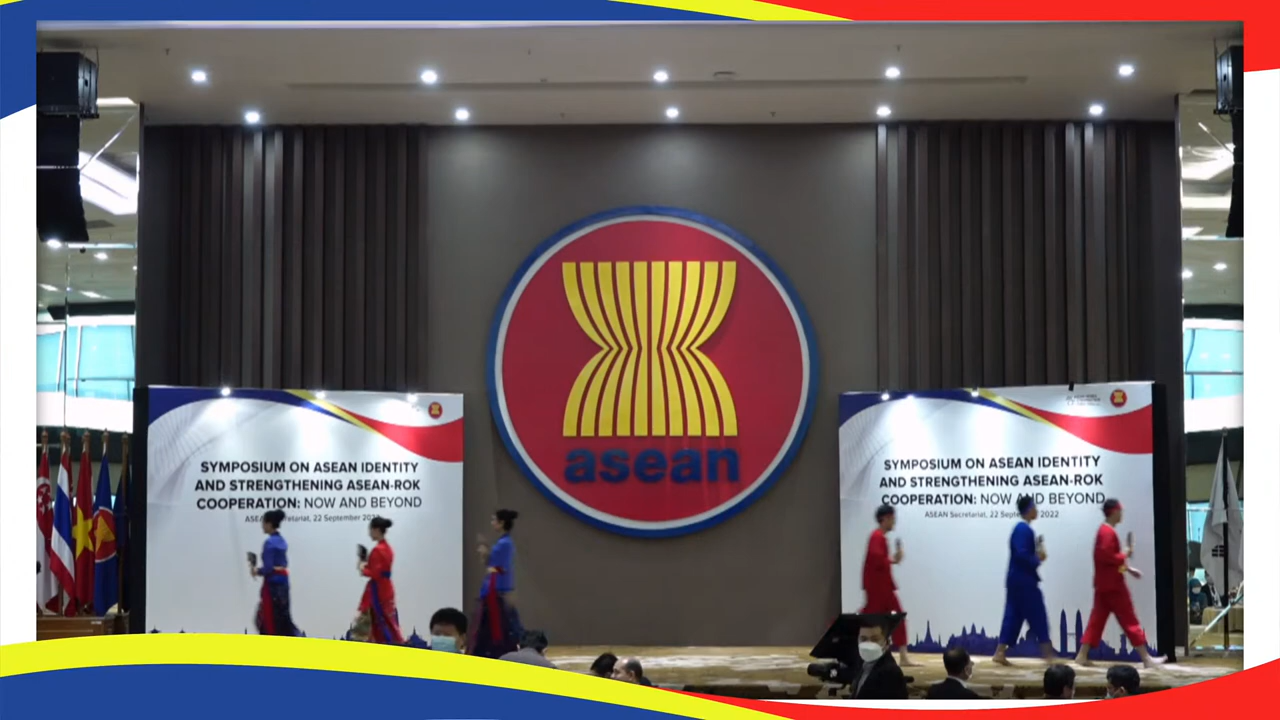 asean
SYMPOSIUM ON ASEAN IDENTITY
AND STRENGTHENING ASEAN-ROK
COOPERATION: NOW AND BEYOND
ASEAN Secretariat, 22 September 2022
SYMPOSIUM ON ASEAN IDENTITY
AND STRENGTHENING ASEAN-ROK
COOPERATION: NOW AND BEYOND
ASEAN Secretariat, 22 September 2022